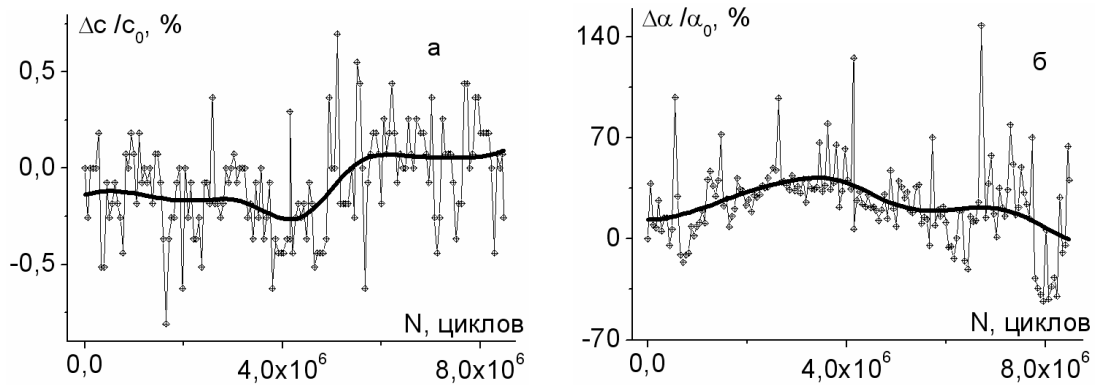 Δc /c₀, %
а
0,5
0,0
-0,5
N, циклов
0,0
4,0x10⁶
8,0x10⁶
Δα /α₀, %
б
140
70
0
-70
N, циклов
0,0
4,0x10⁶
8,0x10⁶